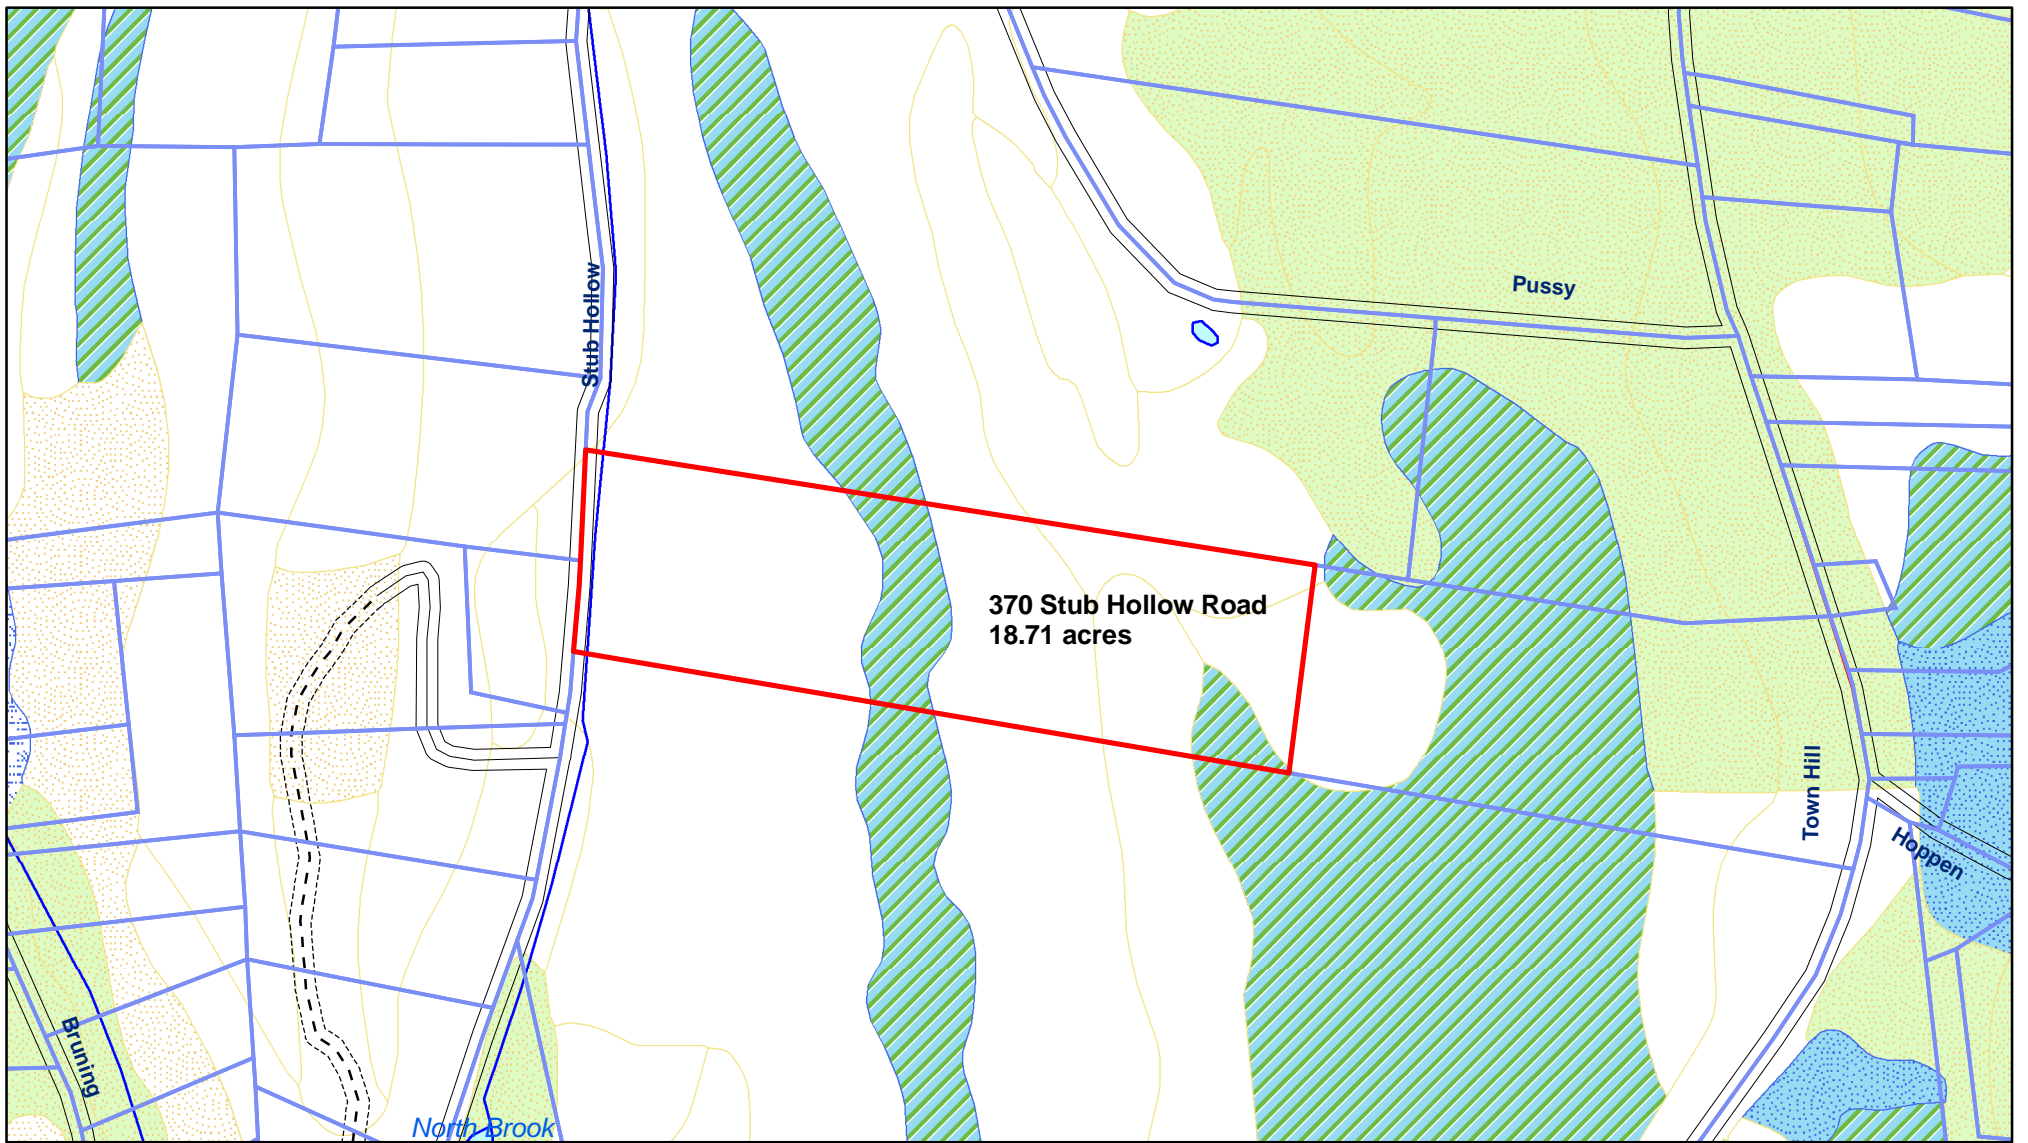 Stub Hollow
Pussy
370 Stub Hollow Road
18.71 acres
Town Hill
Hoppen
Bruning
North Brook